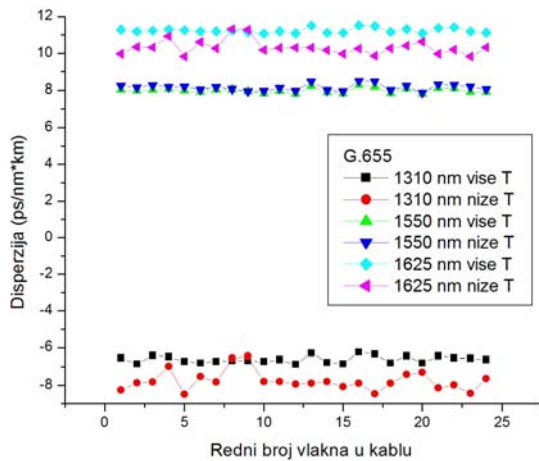 12
10
8
6
4
2
0
-2
-4
-6
-8
Disperzija (ps/nm*km)
G.655
1310 nm vise T
1310 nm nize T
1550 nm vise T
1550 nm nize T
1625 nm vise T
1625 nm nize T
0 5 10 15 20 25
Redni broj vlakna u kablu